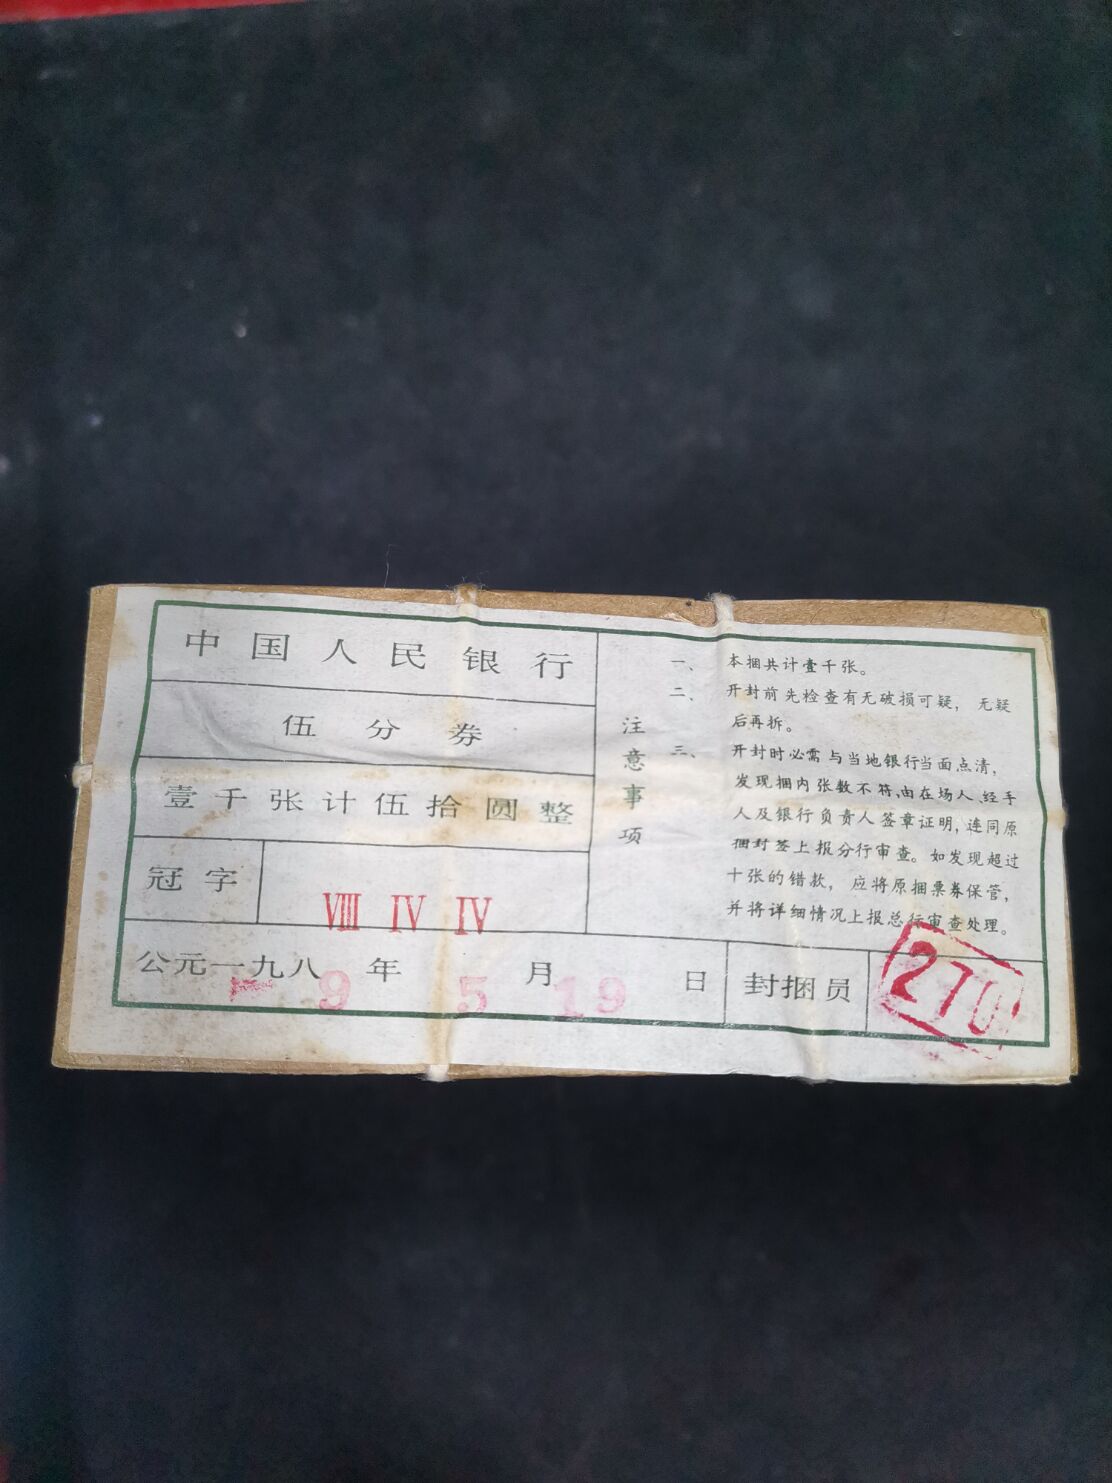 中国人民银行
伍分券
壹千张计伍拾圆整
冠字
Ⅷ Ⅳ Ⅳ
公元一九八 年 月 日
9 5 19
注意事项
一、本捆共计壹千张。
二、开封前先检查有无破损可疑，无疑
后再拆。
三、开封时必需与当地银行当面点清，
发现捆内张数不符,由在场人、经手
人及银行负责人签章证明,连同原
捆封签上报分行审查。如发现超过
十张的错款，应将原捆票券保管，
并将详细情况上报总行审查处理。
封捆员
270